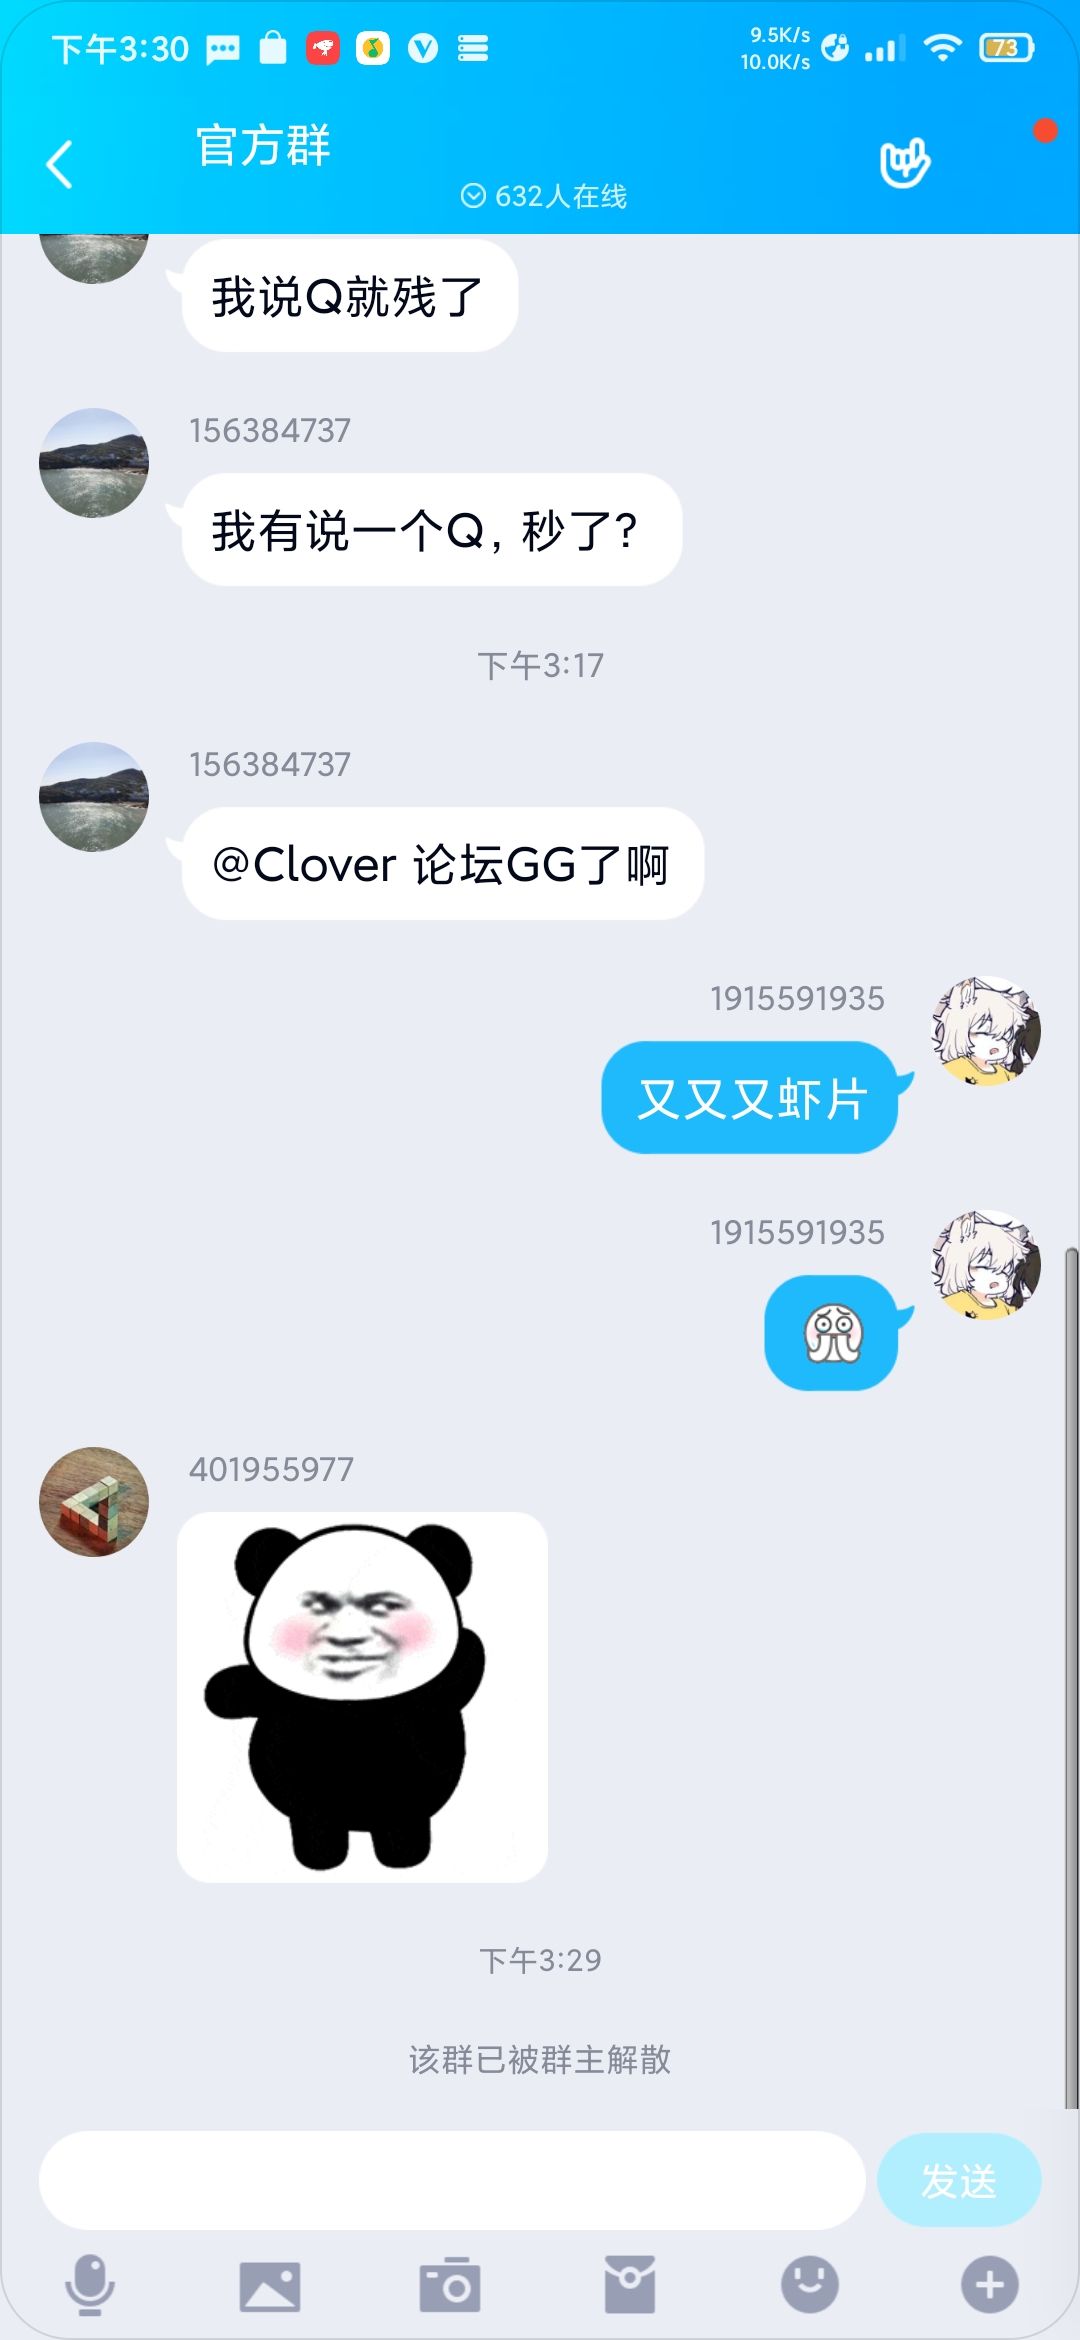 下午3:30
9.5K/s
10.0K/s
73
官方群
632人在线
我说Q就残了
156384737
我有说一个Q, 秒了?
下午3:17
156384737
@Clover 论坛GG了啊
1915591935
又又又虾片
1915591935
401955977
下午3:29
该群已被群主解散
发送